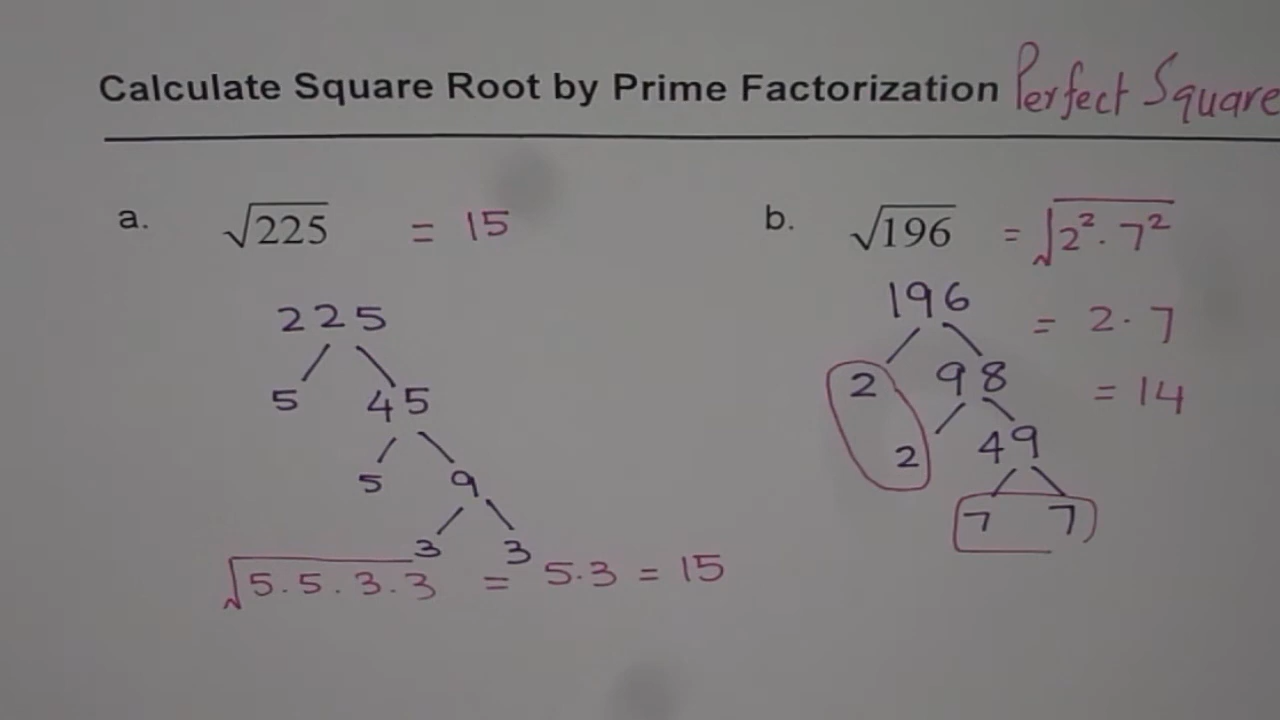 Calculate Square Root by Prime Factorization Perfect Square
a. √225 = 15
225
5 45
5 9
3 3
√5.5.3.3 = 5.3 = 15
b. √196 = √2².7²
196 = 2.7
2 98 = 14
2 49
7 7